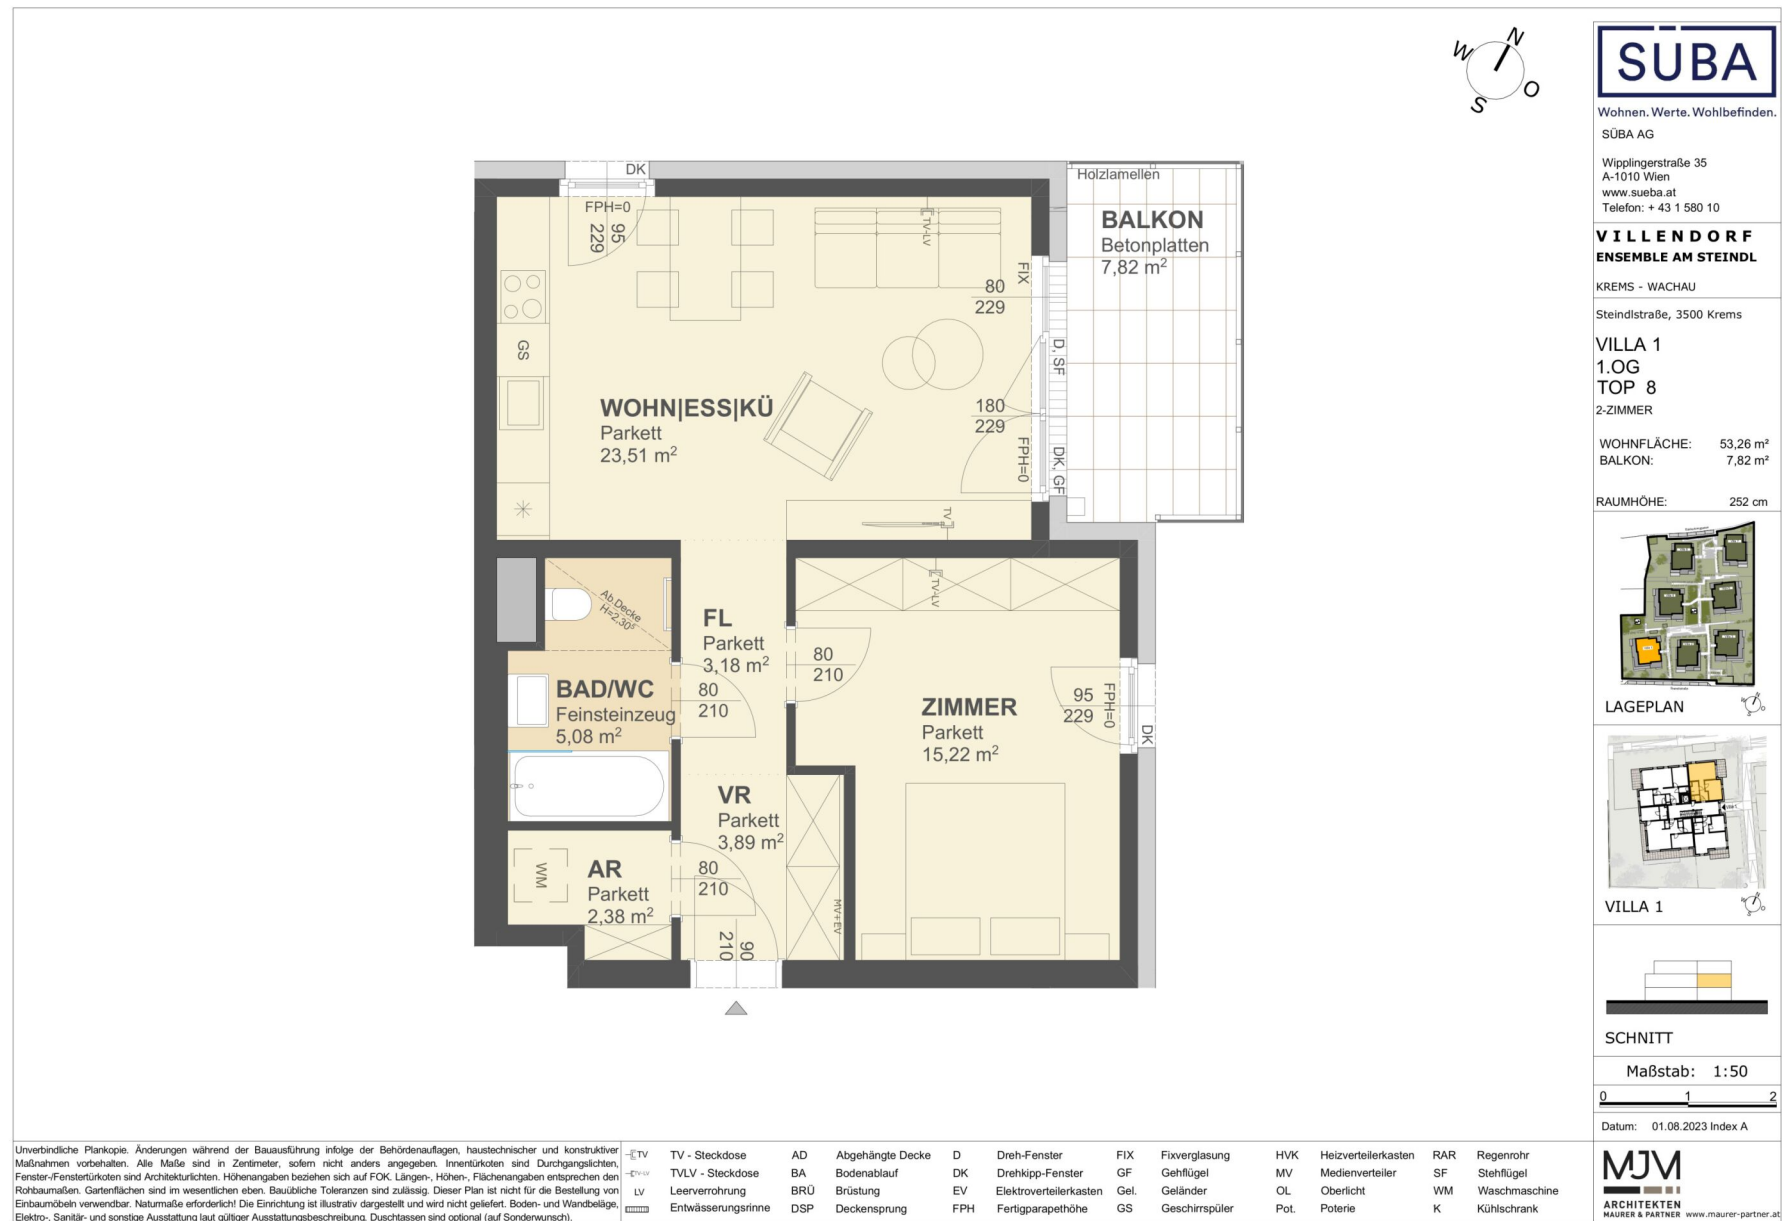 N
W
O
S
DK
FPH=0
95
229
TV-LV
Holzlamellen
BALKON
Betonplatten
7,82 m²
FIX
80
229
GS
D, SF
WOHN|ESS|KÜ
Parkett
23,51 m²
180
229
FPH=0
DK, GF
TV
Ab.Decke
H=2,30⁵
TV-LV
FL
Parkett
3,18 m²
80
210
BAD/WC
Feinsteinzeug
5,08 m²
80
210
ZIMMER
Parkett
15,22 m²
95
229
FPH=0
DK
VR
Parkett
3,89 m²
AR
Parkett
2,38 m²
WM
80
210
MV+EV
90
210
SÜBA
Wohnen. Werte. Wohlbefinden.
SÜBA AG
Wipplingerstraße 35
A-1010 Wien
www.sueba.at
Telefon: + 43 1 580 10
VILLENDORF
ENSEMBLE AM STEINDL
KREMS - WACHAU
Steindlstraße, 3500 Krems
VILLA 1
1.OG
TOP 8
2-ZIMMER
WOHNFLÄCHE: 53,26 m²
BALKON: 7,82 m²
RAUMHÖHE: 252 cm
LAGEPLAN
VILLA 1
SCHNITT
Maßstab: 1:50
0 1 2
Datum: 01.08.2023 Index A
MJM
ARCHITEKTEN
MAURER & PARTNER www.maurer-partner.at
Unverbindliche Plankopie. Änderungen während der Bauausführung infolge der Behördenauflagen, haustechnischer und konstruktiver
Maßnahmen vorbehalten. Alle Maße sind in Zentimeter, sofern nicht anders angegeben. Innentürkoten sind Durchgangslichten,
Fenster-/Fenstertürkoten sind Architekturlichten. Höhenangaben beziehen sich auf FOK. Längen-, Höhen-, Flächenangaben entsprechen den
Rohbaumaßen. Gartenflächen sind im wesentlichen eben. Bauübliche Toleranzen sind zulässig. Dieser Plan ist nicht für die Bestellung von
Einbaumöbeln verwendbar. Naturmaße erforderlich! Die Einrichtung ist illustrativ dargestellt und wird nicht geliefert. Boden- und Wandbeläge,
Elektro-, Sanitär- und sonstige Ausstattung laut gültiger Ausstattungsbeschreibung. Duschtassen sind optional (auf Sonderwunsch).
TV TV - Steckdose AD Abgehängte Decke D Dreh-Fenster FIX Fixverglasung HVK Heizverteilerkasten RAR Regenrohr
TV-LV TVLV - Steckdose BA Bodenablauf DK Drehkipp-Fenster GF Gehflügel MV Medienverteiler SF Stehflügel
LV Leerverrohrung BRÜ Brüstung EV Elektroverteilerkasten Gel. Geländer OL Oberlicht WM Waschmaschine
Entwässerungsrinne DSP Deckensprung FPH Fertigparapethöhe GS Geschirrspüler Pot. Poterie K Kühlschrank